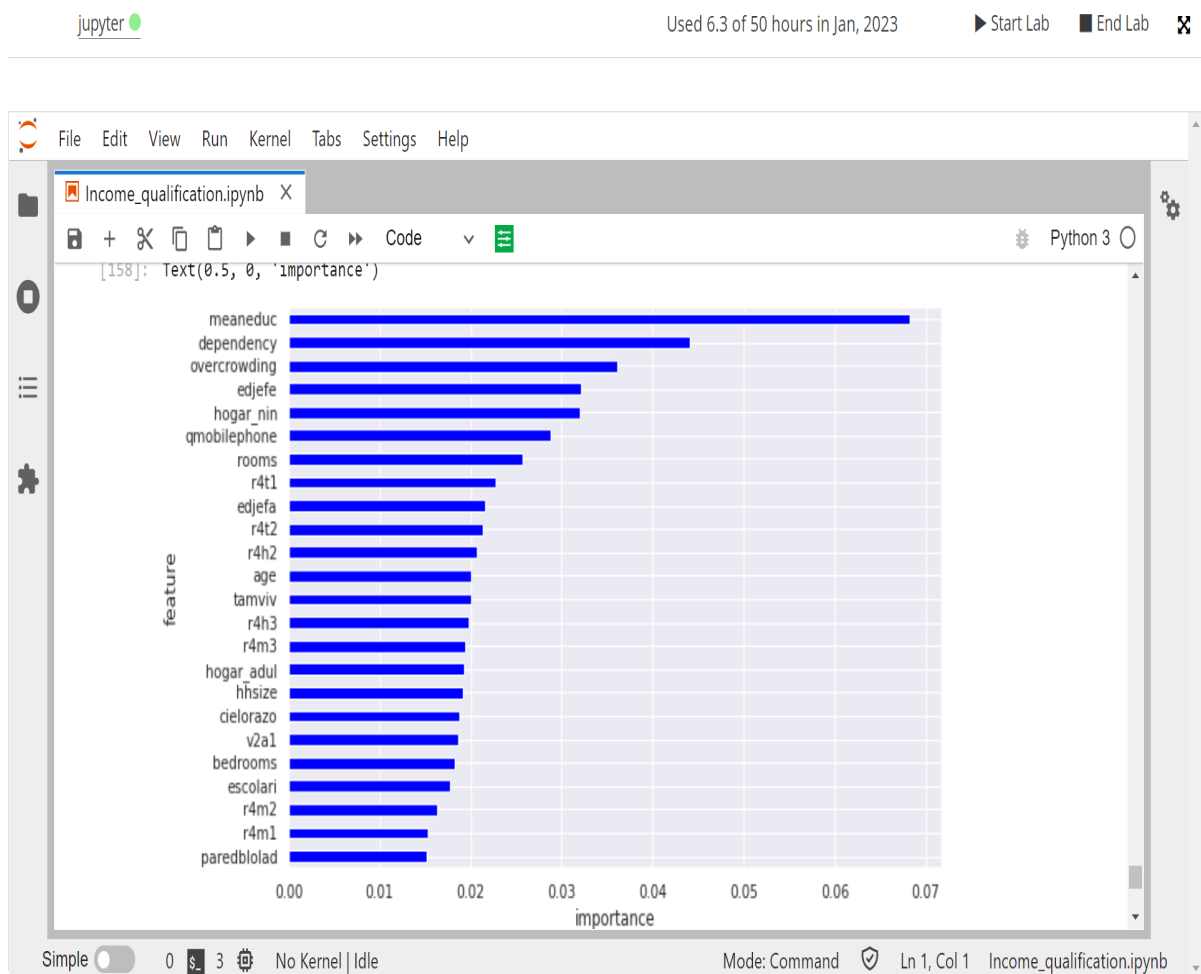 jupyter Used 6.3 of 50 hours in Jan, 2023 Start Lab End Lab
File Edit View Run Kernel Tabs Settings Help
Income_qualification.ipynb
Code Python 3
[158]: Text(0.5, 0, 'importance')
meaneduc
dependency
overcrowding
edjefe
hogar_nin
qmobilephone
rooms
r4t1
edjefa
r4t2
r4h2
age
tamviv
r4h3
r4m3
hogar_adul
hhsize
cielorazo
v2a1
bedrooms
escolari
r4m2
r4m1
paredblolad
feature
0.00 0.01 0.02 0.03 0.04 0.05 0.06 0.07
importance
Simple 0 $_ 3 No Kernel | Idle Mode: Command Ln 1, Col 1 Income_qualification.ipynb